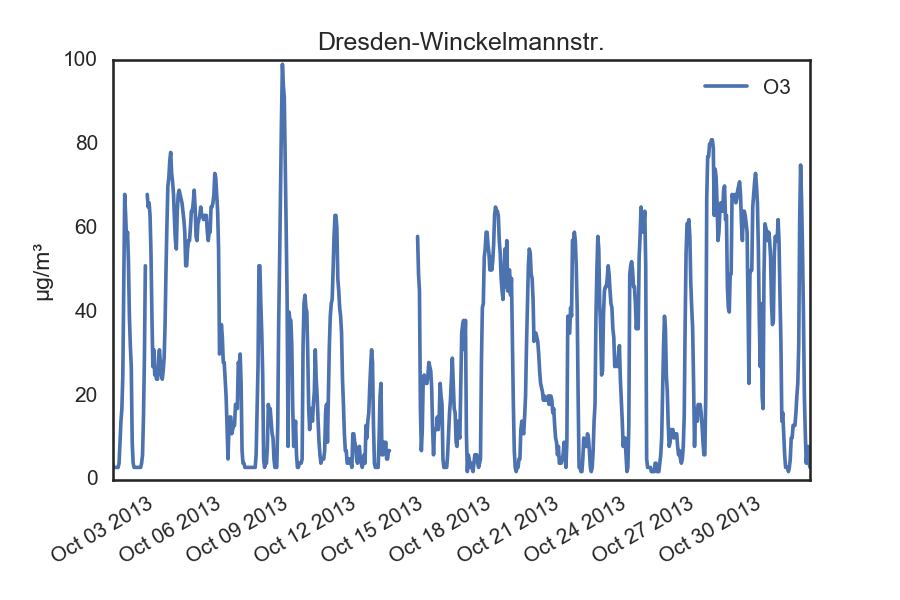 Dresden-Winckelmannstr.
100
80
60
40
20
0
µg/m³
O3
Oct 03 2013
Oct 06 2013
Oct 09 2013
Oct 12 2013
Oct 15 2013
Oct 18 2013
Oct 21 2013
Oct 24 2013
Oct 27 2013
Oct 30 2013